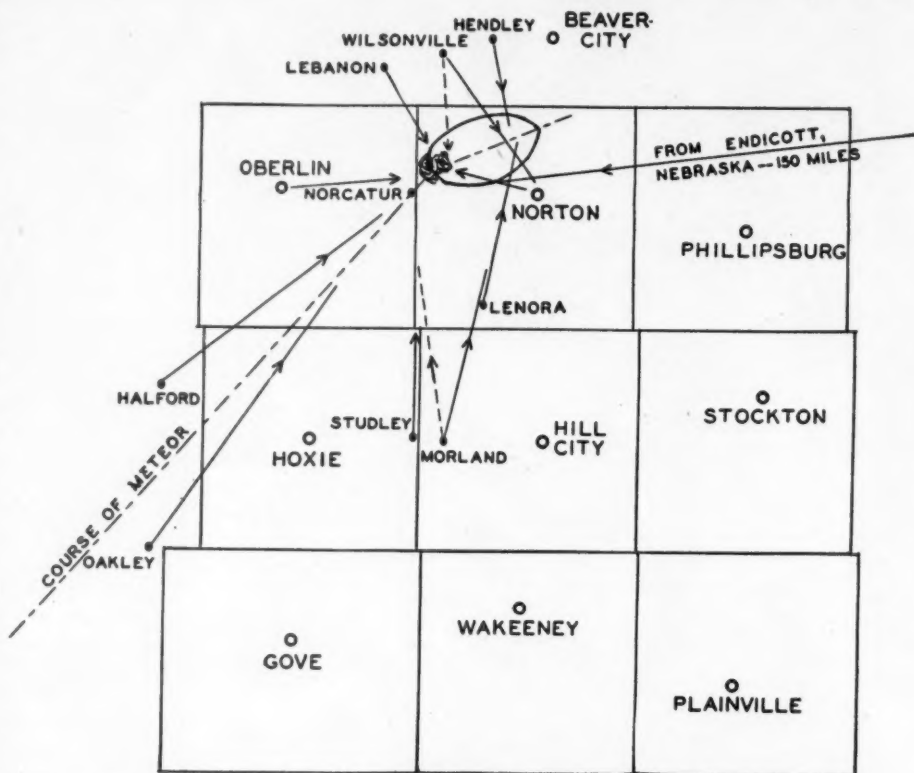 HENDLEY
BEAVER-
CITY
WILSONVILLE
LEBANON
FROM ENDICOTT,
NEBRASKA--150 MILES
OBERLIN
NORCATUR
NORTON
PHILLIPSBURG
LENORA
HALFORD
STUDLEY
MORLAND
HOXIE
HILL
CITY
STOCKTON
COURSE OF METEOR
OAKLEY
GOVE
WAKEENEY
PLAINVILLE